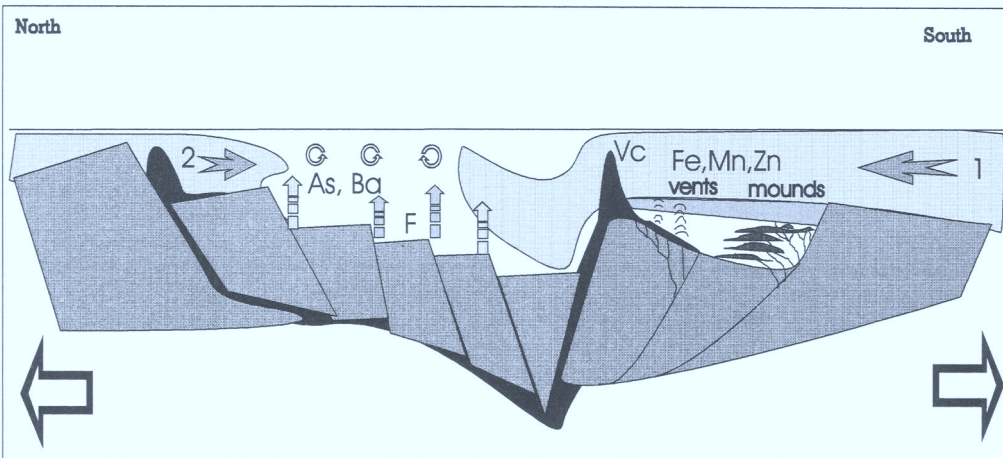 North
South
2
As, Ba
F
Vc
Fe,Mn,Zn
vents mounds
1